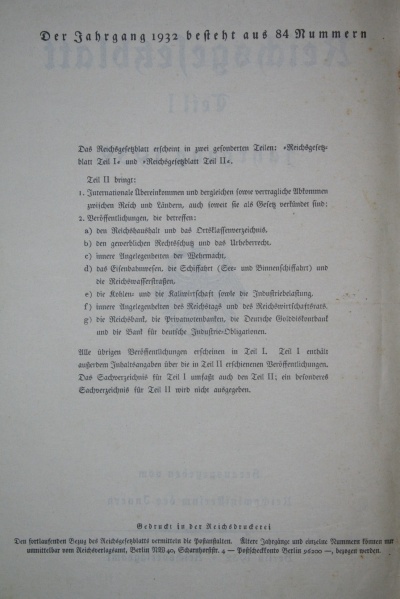 Der Jahrgang 1932 besteht aus 84 Nummern
Das Reichsgesetzblatt erscheint in zwei gesonderten Teilen: »Reichsgesetz-
blatt Teil I« und »Reichsgesetzblatt Teil II«.
Teil II bringt:
1. Internationale Übereinkommen und dergleichen sowie vertragliche Abkommen
zwischen Reich und Ländern, auch soweit sie als Gesetz verkündet sind;
2. Veröffentlichungen, die betreffen:
a) den Reichshaushalt und das Ortsklassenverzeichnis,
b) den gewerblichen Rechtsschutz und das Urheberrecht,
c) innere Angelegenheiten der Wehrmacht,
d) das Eisenbahnwesen, die Schiffahrt (See- und Binnenschiffahrt) und
die Reichswasserstraßen,
e) die Kohlen- und die Kaliwirtschaft sowie die Industriebelastung,
f) innere Angelegenheiten des Reichstags und des Reichswirtschaftsrats,
g) die Reichsbank, die Privatnotenbanken, die Deutsche Golddiskontbank
und die Bank für deutsche Industrie-Obligationen.
Alle übrigen Veröffentlichungen erscheinen in Teil I. Teil I enthält
außerdem Inhaltsangaben über die in Teil II erschienenen Veröffentlichungen.
Das Sachverzeichnis für Teil I umfaßt auch den Teil II; ein besonderes
Sachverzeichnis für Teil II wird nicht ausgegeben.
Gedruckt in der Reichsdruckerei
Den fortlaufenden Bezug des Reichsgesetzblatts vermitteln die Postanstalten. Ältere Jahrgänge und einzelne Nummern können nur
unmittelbar vom Reichsverlagsamt, Berlin NW 40, Scharnhorststr. 4 — Postscheckkonto Berlin 96200 —, bezogen werden.